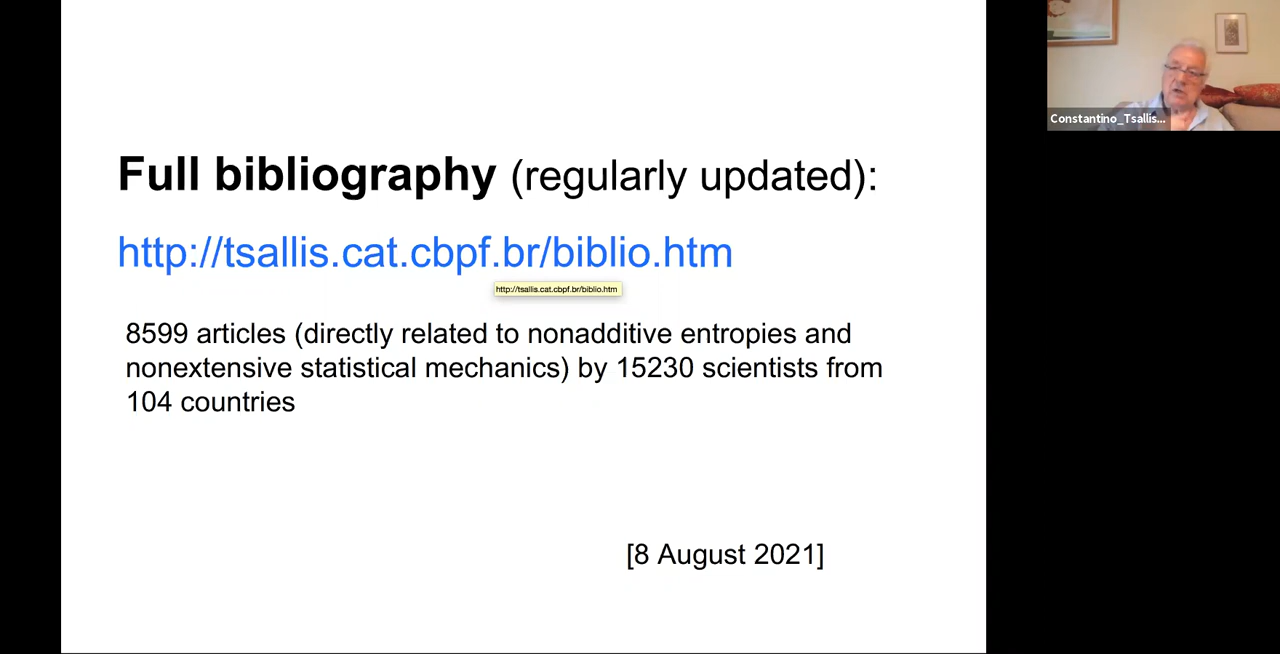 Full bibliography (regularly updated):
http://tsallis.cat.cbpf.br/biblio.htm
http://tsallis.cat.cbpf.br/biblio.htm
8599 articles (directly related to nonadditive entropies and
nonextensive statistical mechanics) by 15230 scientists from
104 countries
[8 August 2021]
Constantino_Tsallis...